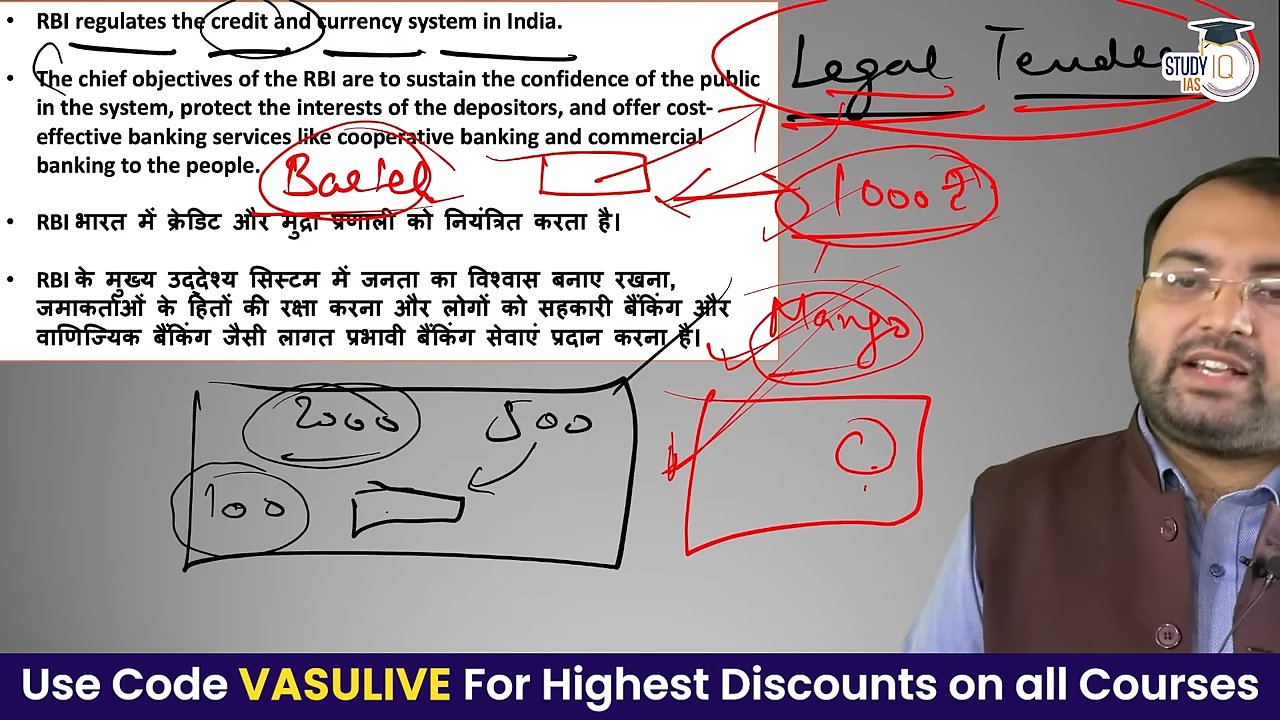 • RBI regulates the credit and currency system in India.
Legal Tender
STUDY IQ
IAS
• The chief objectives of the RBI are to sustain the confidence of the public
in the system, protect the interests of the depositors, and offer cost-
effective banking services like cooperative banking and commercial
banking to the people.
Barter
1000 ₹
• RBI भारत में क्रेडिट और मुद्रा प्रणाली को नियंत्रित करता है।
• RBI के मुख्य उद्देश्य सिस्टम में जनता का विश्वास बनाए रखना,
जमाकर्ताओं के हितों की रक्षा करना और लोगों को सहकारी बैंकिंग और
वाणिज्यिक बैंकिंग जैसी लागत प्रभावी बैंकिंग सेवाएं प्रदान करना है।
Mango
2000 500
100
Use Code VASULIVE For Highest Discounts on all Courses